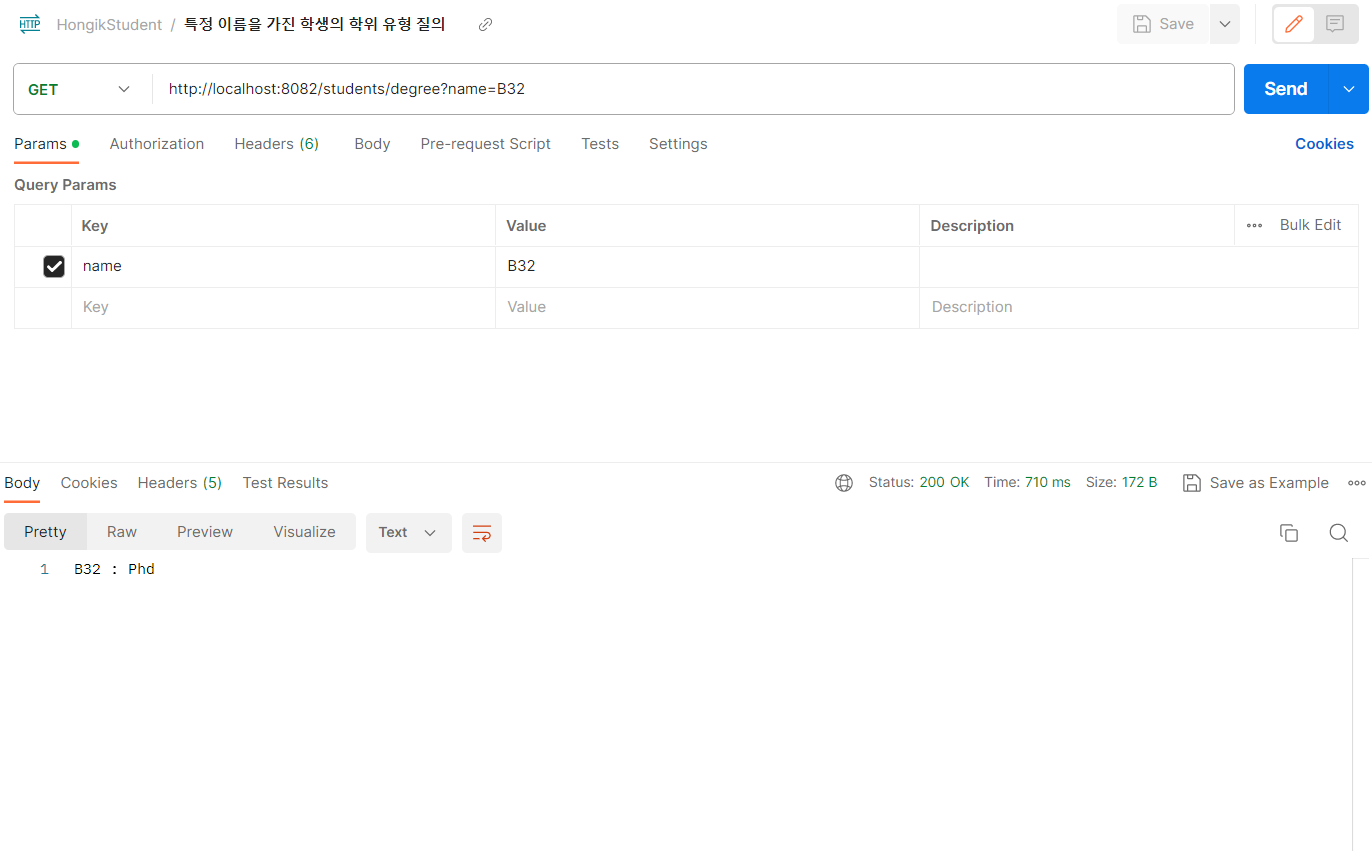 HTTP HongikStudent / 특정 이름을 가진 학생의 학위 유형 질의 Save
GET http://localhost:8082/students/degree?name=B32 Send
Params Authorization Headers (6) Body Pre-request Script Tests Settings Cookies
Query Params
Key Value Description Bulk Edit
name B32
Key Value Description
Body Cookies Headers (5) Test Results Status: 200 OK Time: 710 ms Size: 172 B Save as Example
Pretty Raw Preview Visualize Text
1 B32 : Phd